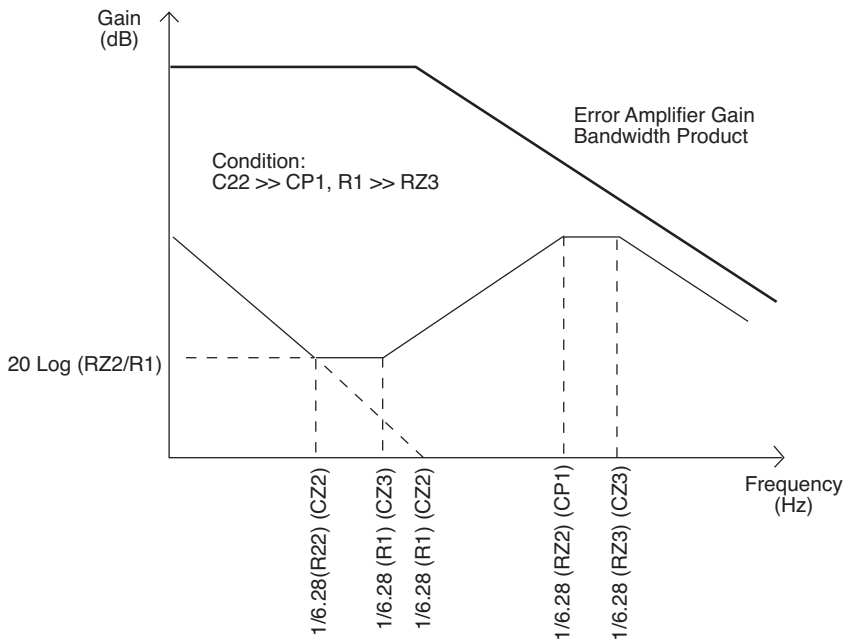 Gain
(dB)
Error Amplifier Gain
Bandwidth Product
Condition:
C22 >> CP1, R1 >> RZ3
20 Log (RZ2/R1)
1/6.28(R22) (CZ2)
1/6.28 (R1) (CZ3)
1/6.28 (R1) (CZ2)
1/6.28 (RZ2) (CP1)
1/6.28 (RZ3) (CZ3)
Frequency
(Hz)